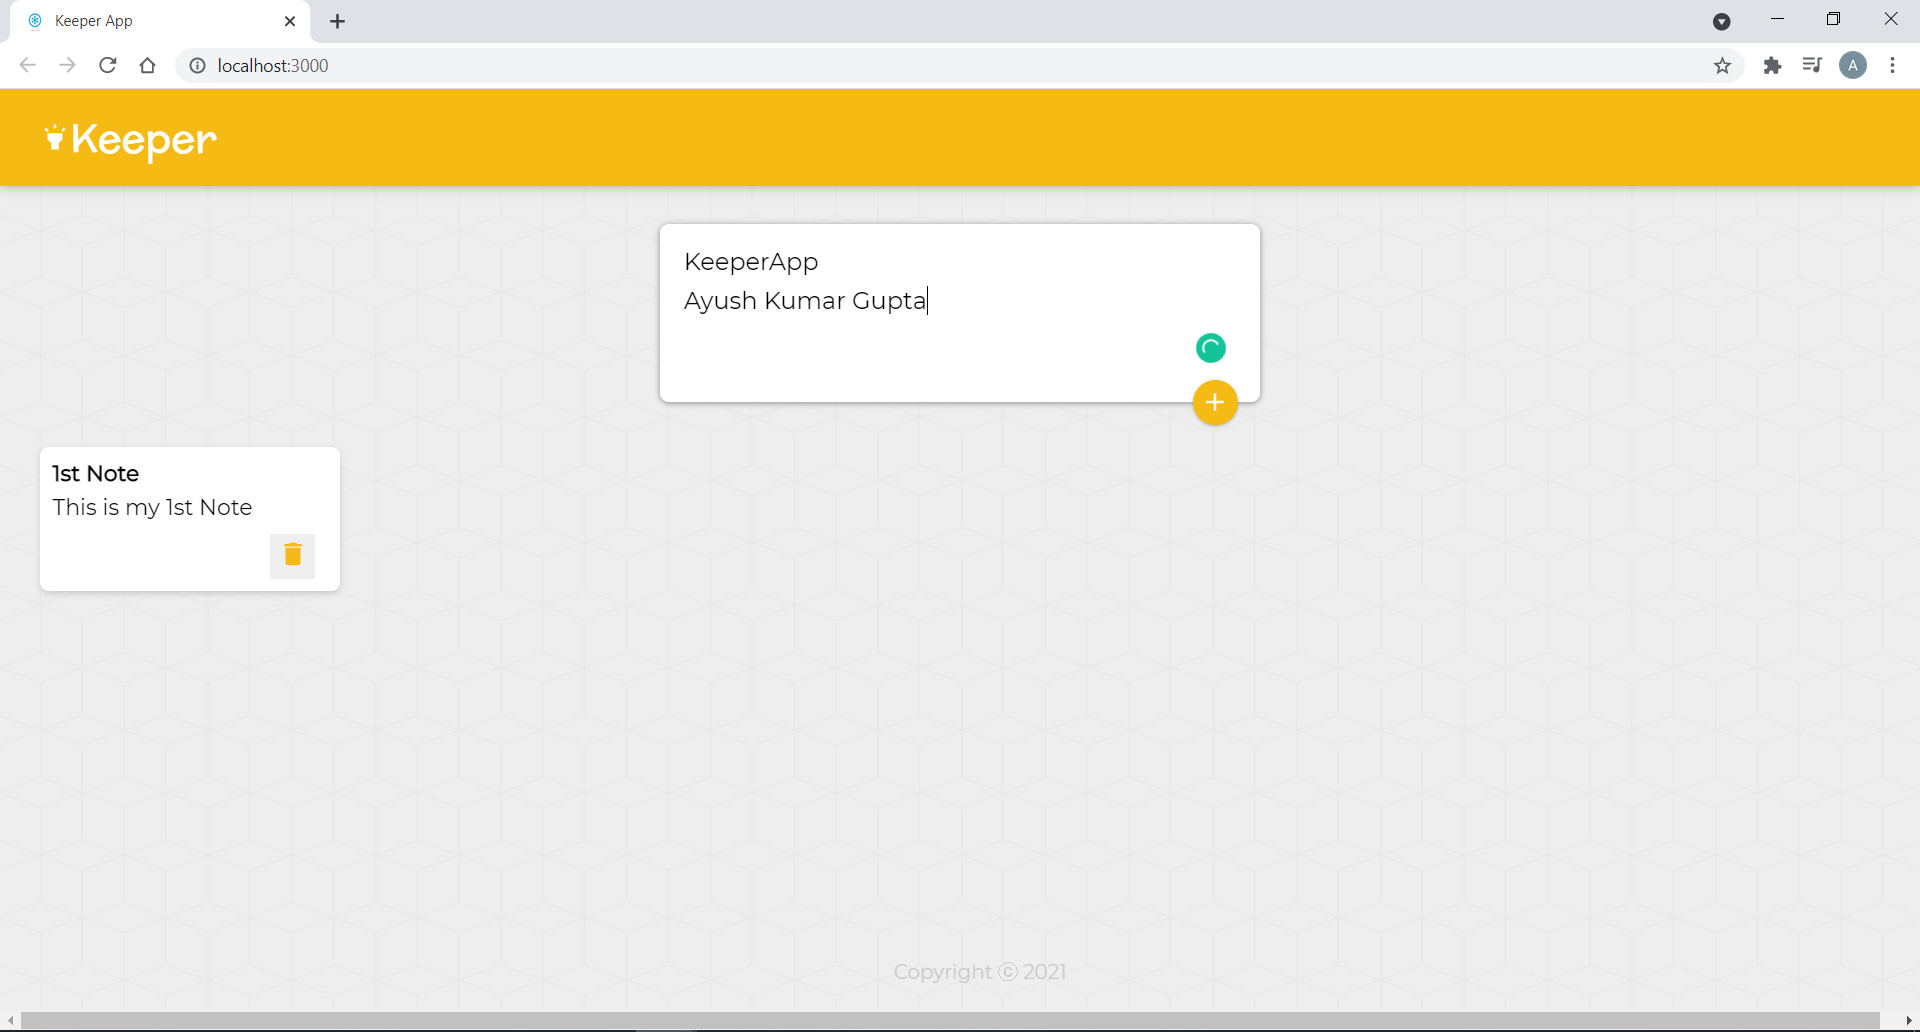 Keeper App
localhost:3000
A
Keeper
KeeperApp
Ayush Kumar Gupta
1st Note
This is my 1st Note
Copyright ⓒ 2021